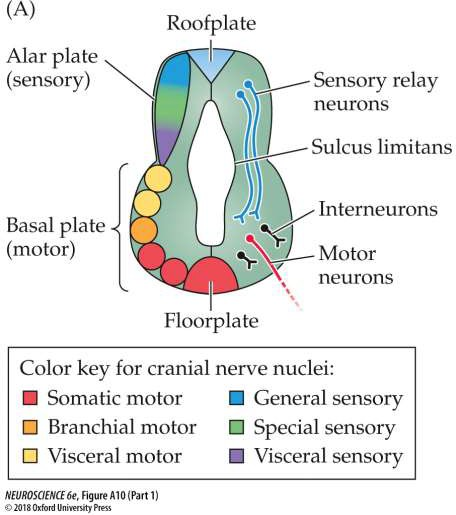 (A)
Roofplate
Alar plate
(sensory)
Sensory relay
neurons
Sulcus limitans
Interneurons
Basal plate
(motor)
Motor
neurons
Floorplate
Color key for cranial nerve nuclei:
Somatic motor
General sensory
Branchial motor
Special sensory
Visceral motor
Visceral sensory
NEUROSCIENCE 6e, Figure A10 (Part 1)
© 2018 Oxford University Press